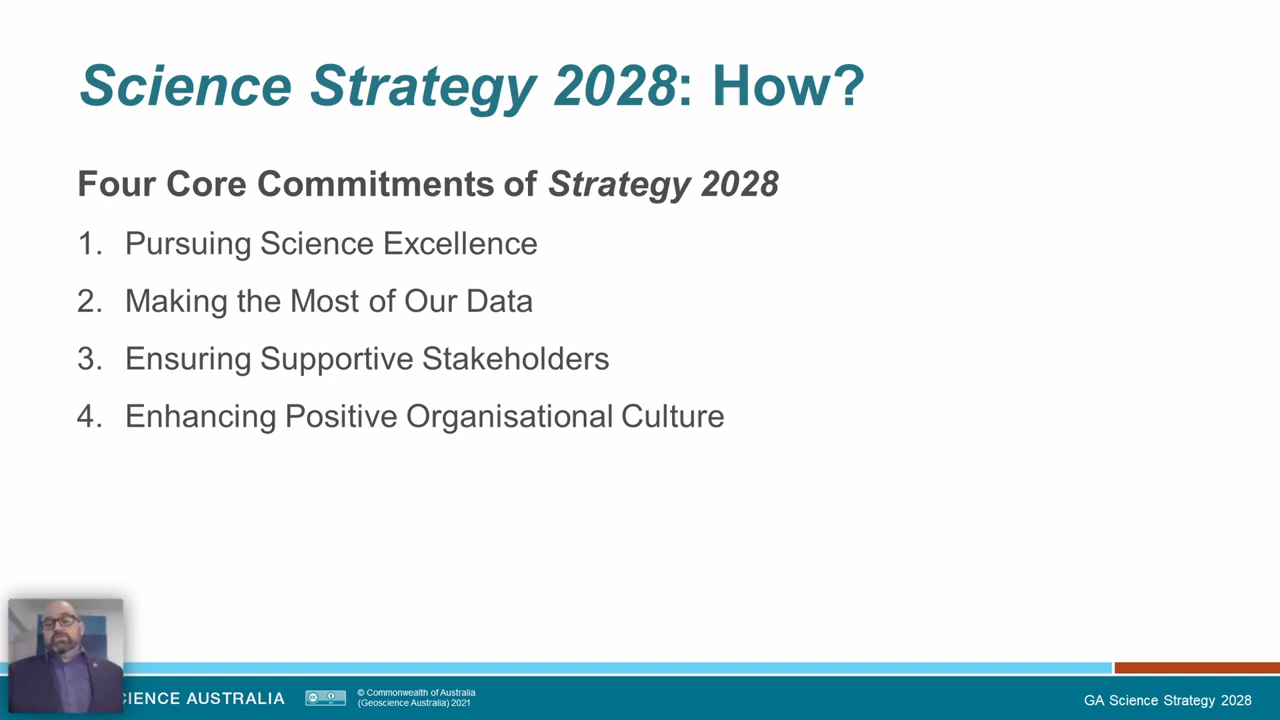 Science Strategy 2028: How?
Four Core Commitments of Strategy 2028
1. Pursuing Science Excellence
2. Making the Most of Our Data
3. Ensuring Supportive Stakeholders
4. Enhancing Positive Organisational Culture
CIENCE AUSTRALIA
© Commonwealth of Australia
(Geoscience Australia) 2021
GA Science Strategy 2028